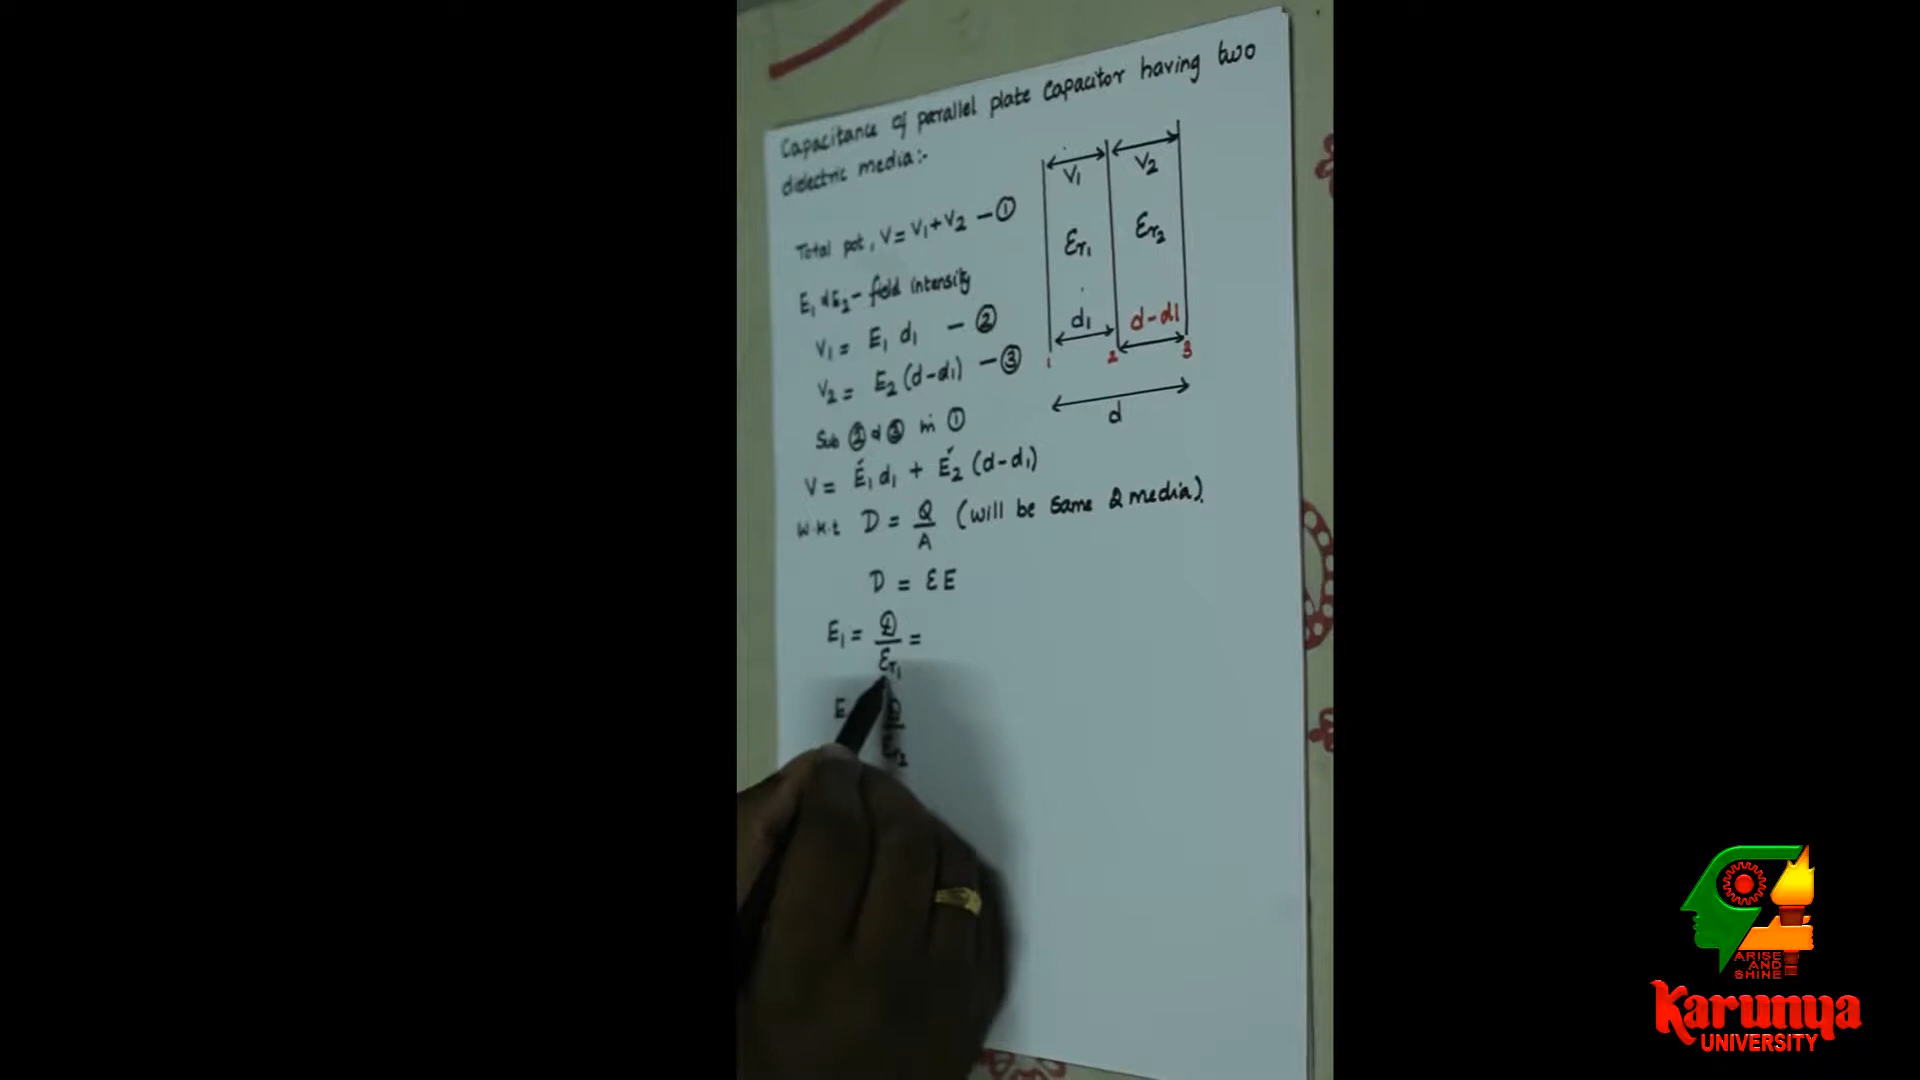 Capacitance of parallel plate capacitor having two
dielectric media:-
Total pot, V = V₁+V₂ – ①
E₁ & E₂ – field intensity
V₁ = E₁ d₁ – ②
V₂ = E₂ (d-d₁) – ③
Sub ② & ③ in ①
V = E₁ d₁ + E₂ (d-d₁)
W.K.t D = Q/A (will be same 2 media).
D = εE
E₁ = D/εr₁ =
E
V₁ V₂
εr₁ εr₂
d₁ d-d1
1 2 3
d
ARISE
AND
SHINE
Karunya
UNIVERSITY